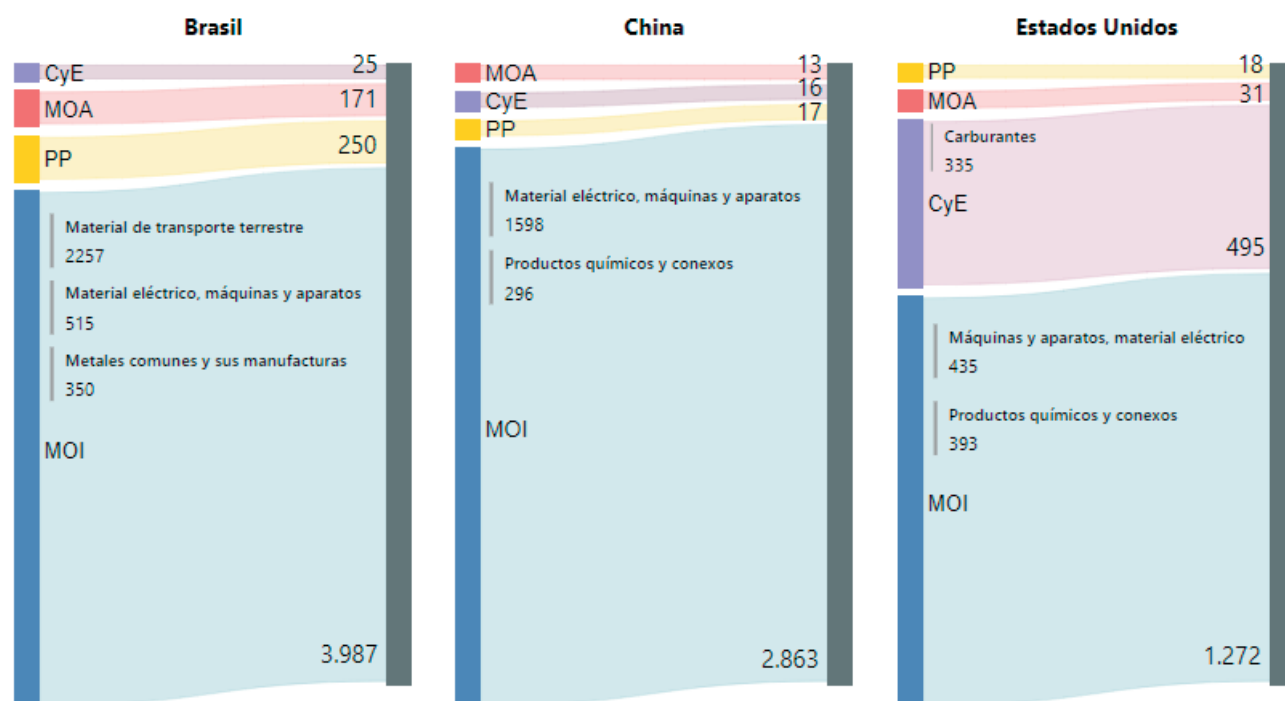 Brasil
CyE 25
MOA 171
PP 250
Material de transporte terrestre
2257
Material eléctrico, máquinas y aparatos
515
Metales comunes y sus manufacturas
350
MOI
3.987
China
MOA 13
CyE 16
PP 17
Material eléctrico, máquinas y aparatos
1598
Productos químicos y conexos
296
MOI
2.863
Estados Unidos
PP 18
MOA 31
Carburantes
335
CyE
495
Máquinas y aparatos, material eléctrico
435
Productos químicos y conexos
393
MOI
1.272